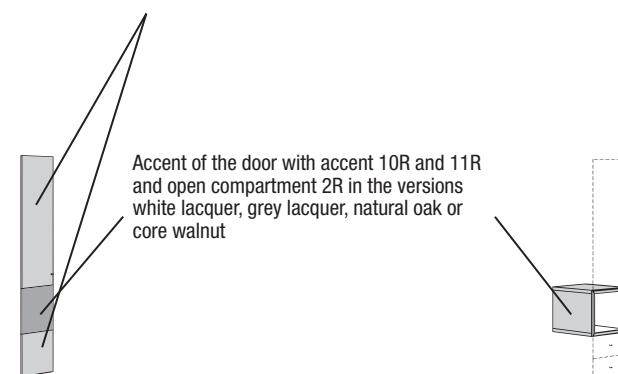 Accent of the door with accent 10R and 11R
and open compartment 2R in the versions
white lacquer, grey lacquer, natural oak or
core walnut